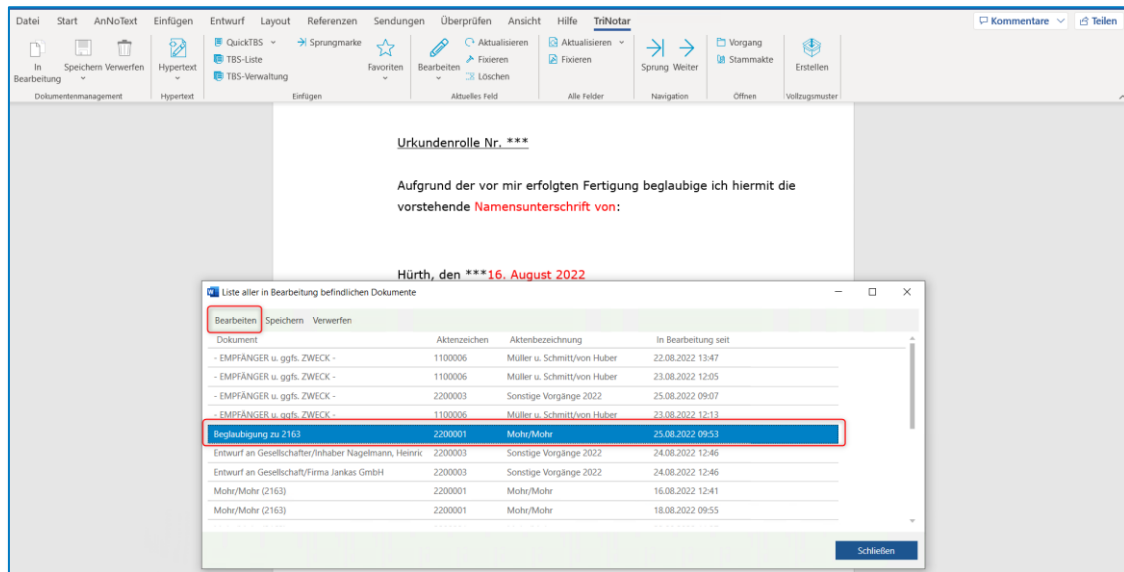 Datei Start AnNoText Einfügen Entwurf Layout Referenzen Sendungen Überprüfen Ansicht Hilfe TriNotar Kommentare Teilen
QuickTBS Sprungmarke Aktualisieren Aktualisieren Vorgang
TBS-Liste Fixieren Fixieren Stammakte
TBS-Verwaltung Löschen
In Bearbeitung Speichern Verwerfen Hypertext Favoriten Bearbeiten Sprung Weiter Erstellen
Dokumentenmanagement Hypertext Einfügen Aktuelles Feld Alle Felder Navigation Öffnen Vollzugsmuster
Urkundenrolle Nr. ***
Aufgrund der vor mir erfolgten Fertigung beglaubige ich hiermit die
vorstehende Namensunterschrift von:
Hürth, den ***16. August 2022
Liste aller in Bearbeitung befindlichen Dokumente
Bearbeiten Speichern Verwerfen
Dokument Aktenzeichen Aktenbezeichnung In Bearbeitung seit
- EMPFÄNGER u. ggfs. ZWECK - 1100006 Müller u. Schmitt/von Huber 22.08.2022 13:47
- EMPFÄNGER u. ggfs. ZWECK - 1100006 Müller u. Schmitt/von Huber 23.08.2022 12:05
- EMPFÄNGER u. ggfs. ZWECK - 2200003 Sonstige Vorgänge 2022 25.08.2022 09:07
- EMPFÄNGER u. ggfs. ZWECK - 1100006 Müller u. Schmitt/von Huber 23.08.2022 12:13
Beglaubigung zu 2163 2200001 Mohr/Mohr 25.08.2022 09:53
Entwurf an Gesellschafter/Inhaber Nagelmann, Heinric 2200003 Sonstige Vorgänge 2022 24.08.2022 12:46
Entwurf an Gesellschaft/Firma Jankas GmbH 2200003 Sonstige Vorgänge 2022 24.08.2022 12:46
Mohr/Mohr (2163) 2200001 Mohr/Mohr 16.08.2022 12:41
Mohr/Mohr (2163) 2200001 Mohr/Mohr 18.08.2022 09:55
Schließen